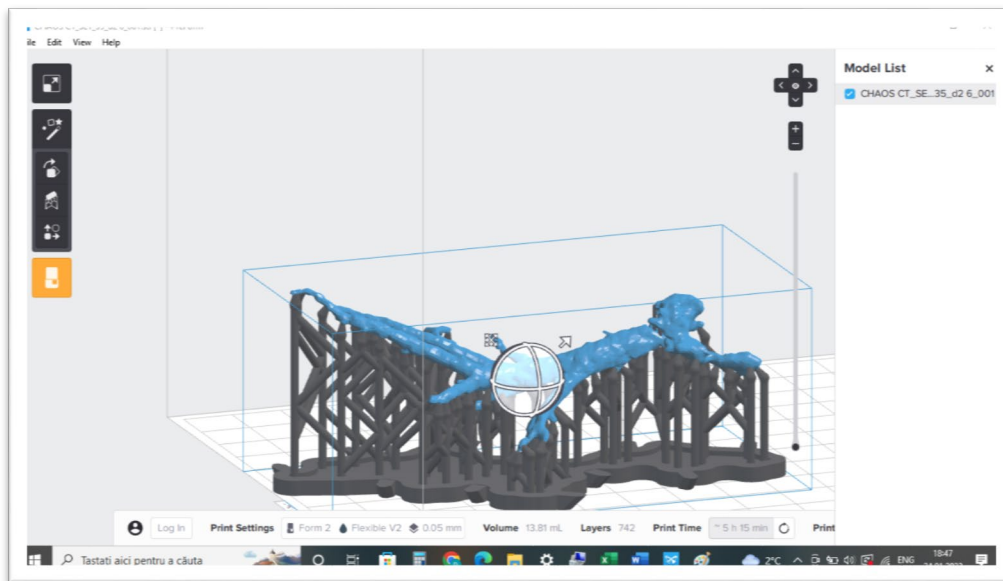 ile Edit View Help
Model List ×
CHAOS CT_SE...35_d2 6_001
Log In Print Settings Form 2 Flexible V2 0.05 mm Volume 13.81 mL Layers 742 Print Time ~ 5 h 15 min Print
Tastați aici pentru a căuta 2°C ENG 18:47